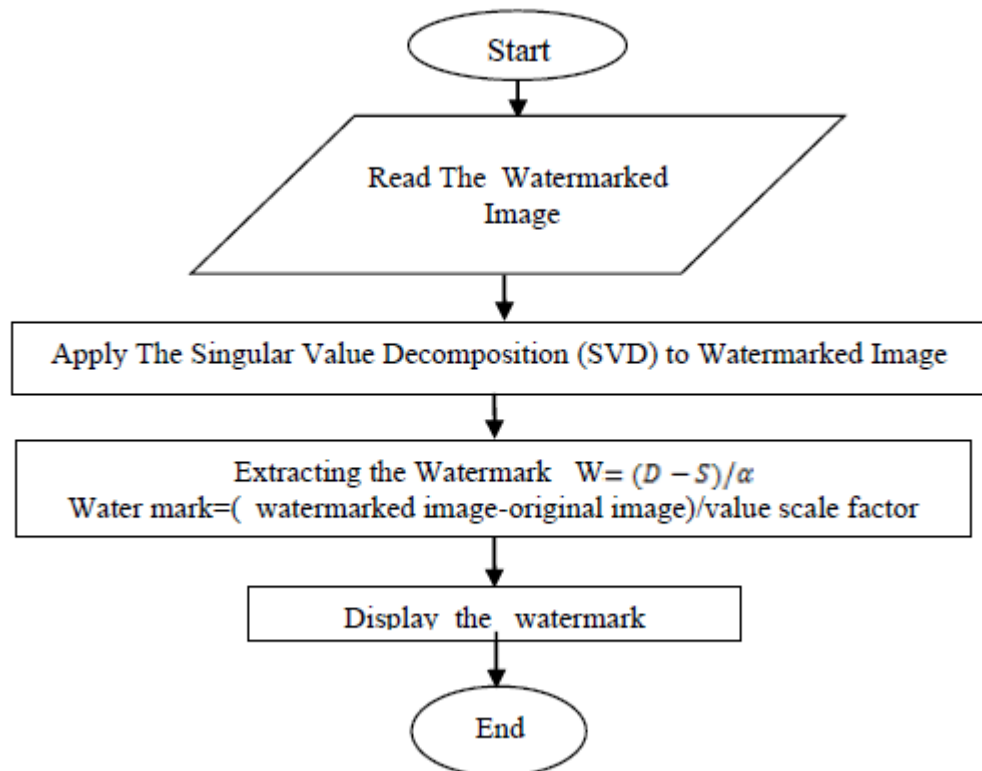 Start
Read The Watermarked
Image
Apply The Singular Value Decomposition (SVD) to Watermarked Image
Extracting the Watermark W= (D − S)/α
Water mark=( watermarked image-original image)/value scale factor
Display the watermark
End